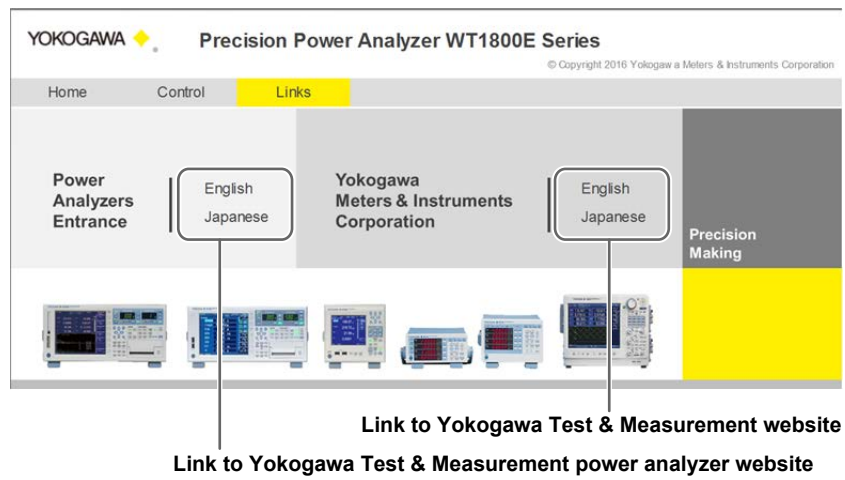 YOKOGAWA
Precision Power Analyzer WT1800E Series
© Copyright 2016 Yokogawa Meters & Instruments Corporation
Home Control Links
Power
Analyzers
Entrance
English
Japanese
Yokogawa
Meters & Instruments
Corporation
English
Japanese
Precision
Making
Link to Yokogawa Test & Measurement website
Link to Yokogawa Test & Measurement power analyzer website